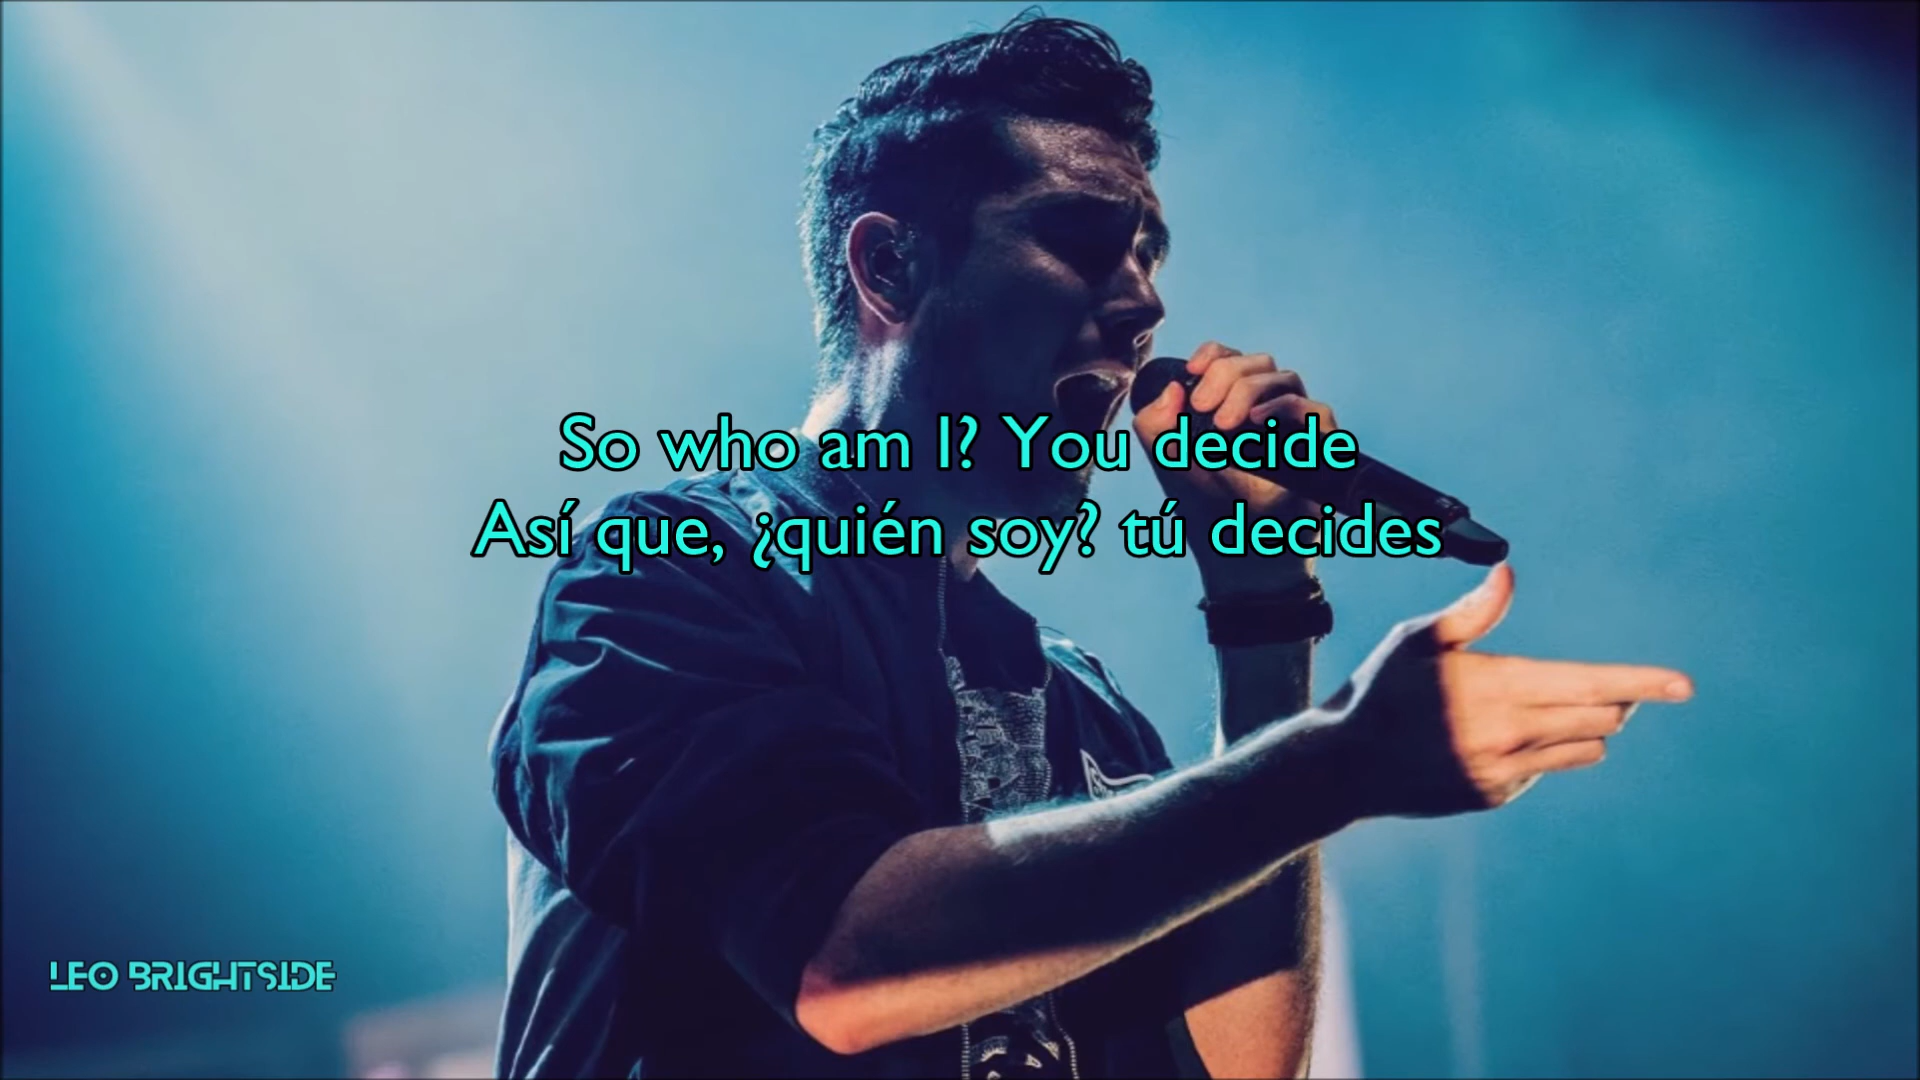 So who am I? You decide
Así que, ¿quién soy? tú decides
LEO BRIGHTSIDE